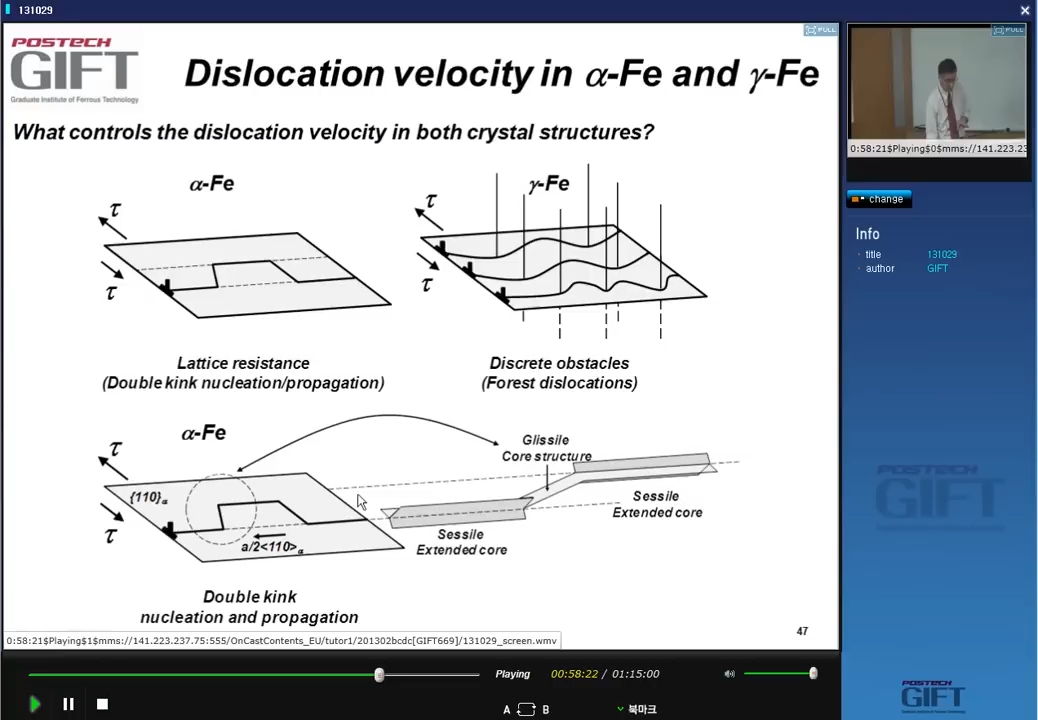 131029
FULL
POSTECH
GIFT
Graduate Institute of Ferrous Technology
Dislocation velocity in α-Fe and γ-Fe
What controls the dislocation velocity in both crystal structures?
α-Fe
γ-Fe
τ
τ
τ
τ
Lattice resistance
(Double kink nucleation/propagation)
Discrete obstacles
(Forest dislocations)
α-Fe
τ
τ
{110}α
a/2<110>α
Glissile
Core structure
Sessile
Extended core
Sessile
Extended core
Double kink
nucleation and propagation
47
0:58:21$Playing$1$mms://141.223.237.75:555/OnCastContents_EU/tutor1/201302bcdc[GIFT669]/131029_screen.wmv
Playing
00:58:22 / 01:15:00
A B
북마크
FULL
0:58:21$Playing$0$mms://141.223.23
change
Info
title 131029
author GIFT
POSTECH
GIFT
POSTECH
GIFT